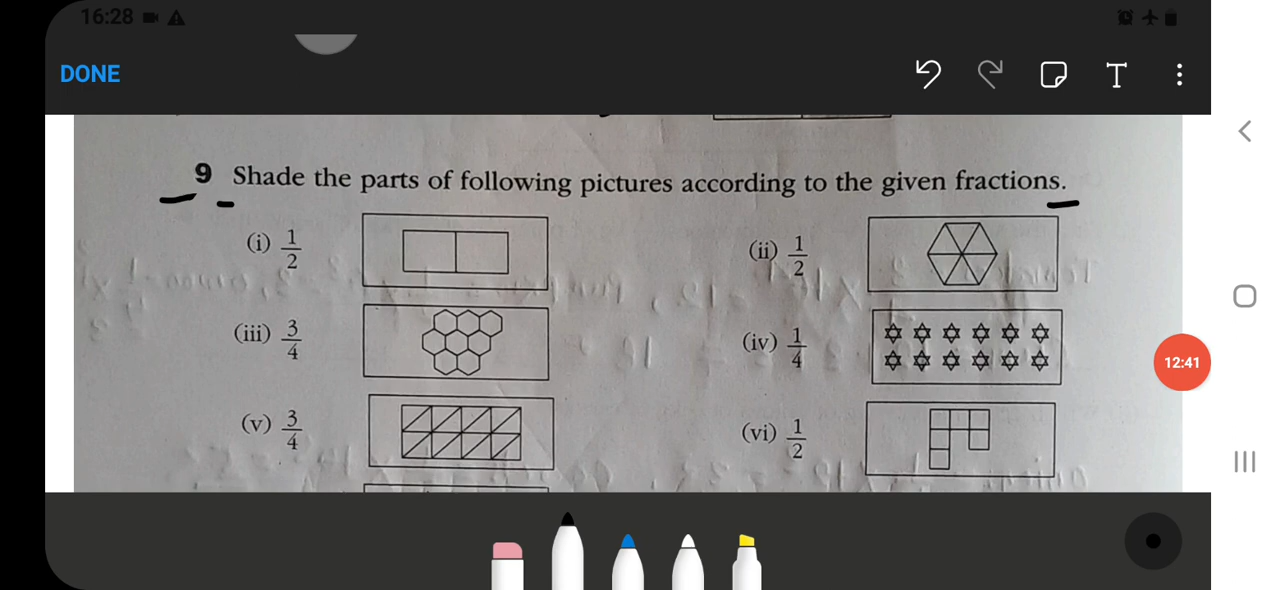 16:28
DONE
T
9 Shade the parts of following pictures according to the given fractions.
(i) 1/2
(ii) 1/2
(iii) 3/4
(iv) 1/4
12:41
(v) 3/4
(vi) 1/2